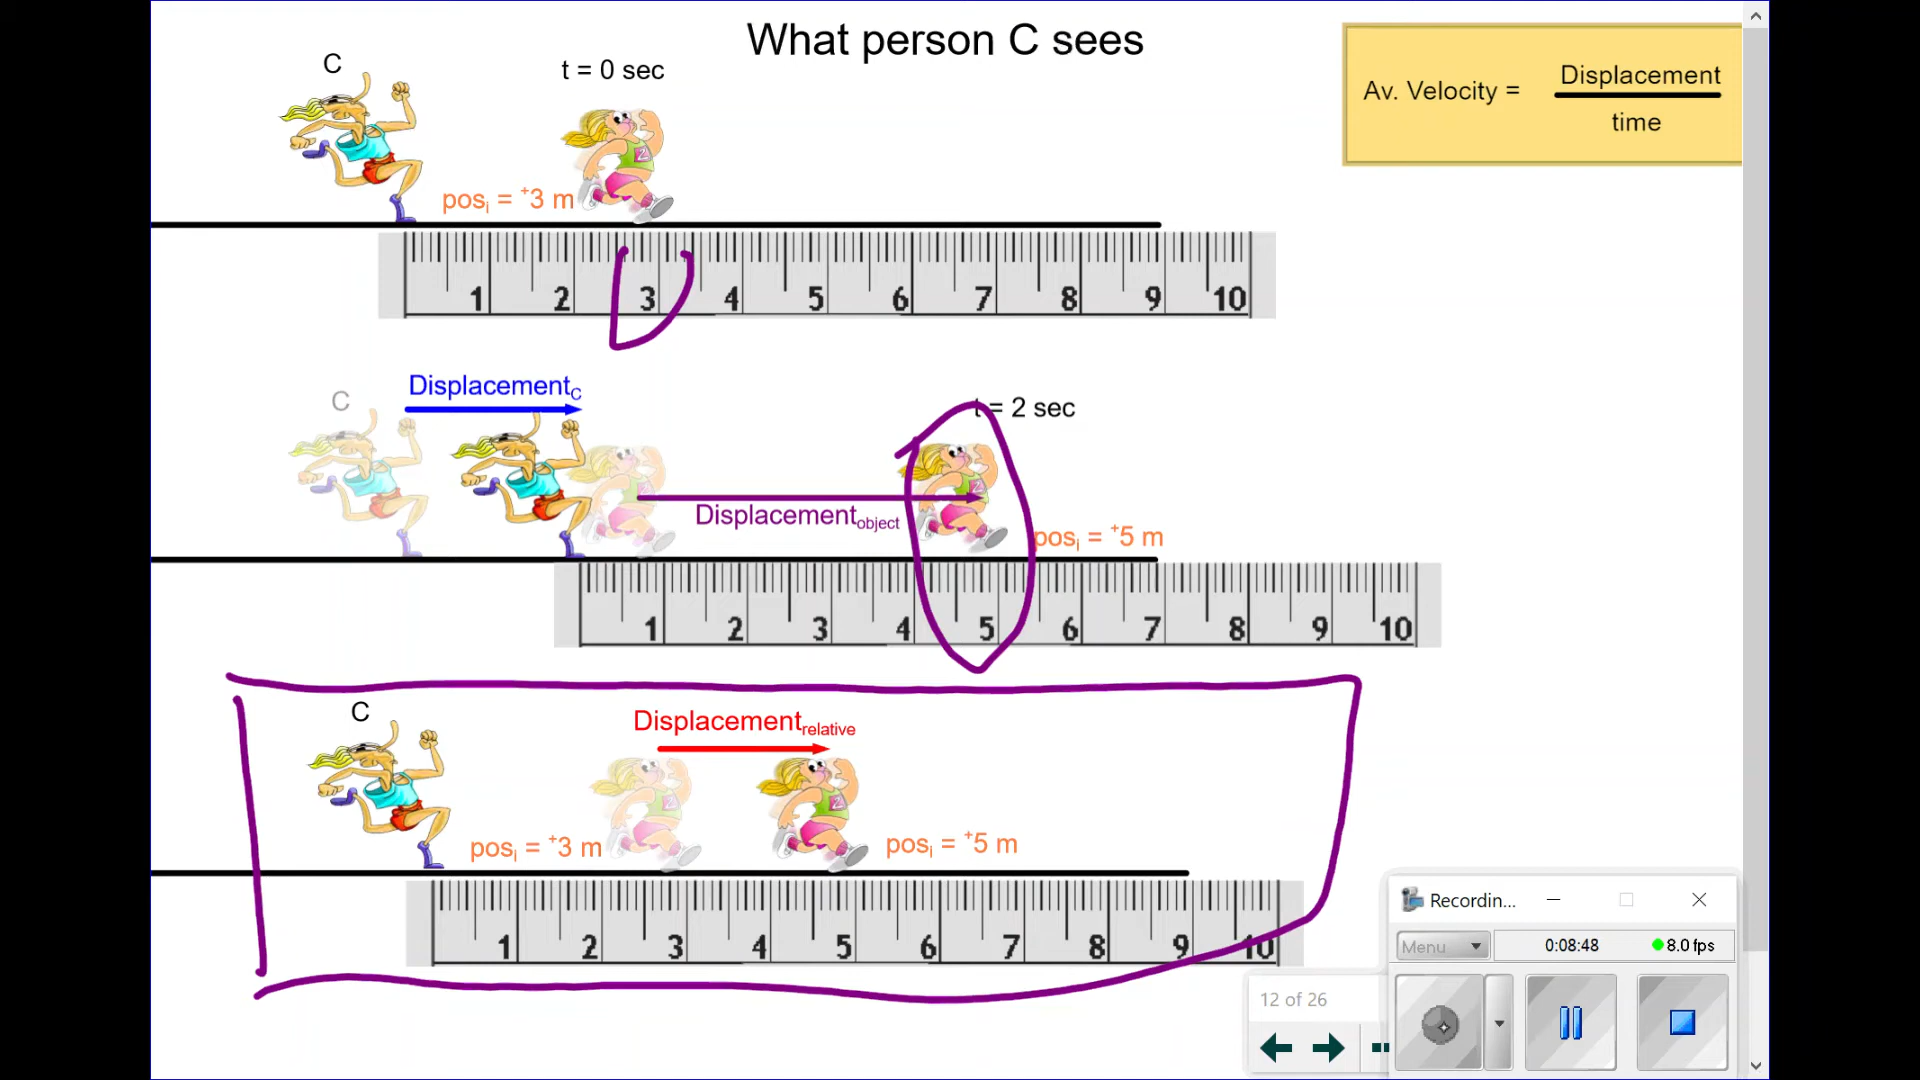 What person C sees
C
t = 0 sec
Av. Velocity = Displacement
time
posi = +3 m
1 2 3 4 5 6 7 8 9 10
DisplacementC
C
t = 2 sec
Displacementobject
posi = +5 m
1 2 3 4 5 6 7 8 9 10
C
Displacementrelative
posi = +3 m
posi = +5 m
1 2 3 4 5 6 7 8 9 10
Recordin...
Menu
0:08:48
8.0 fps
12 of 26